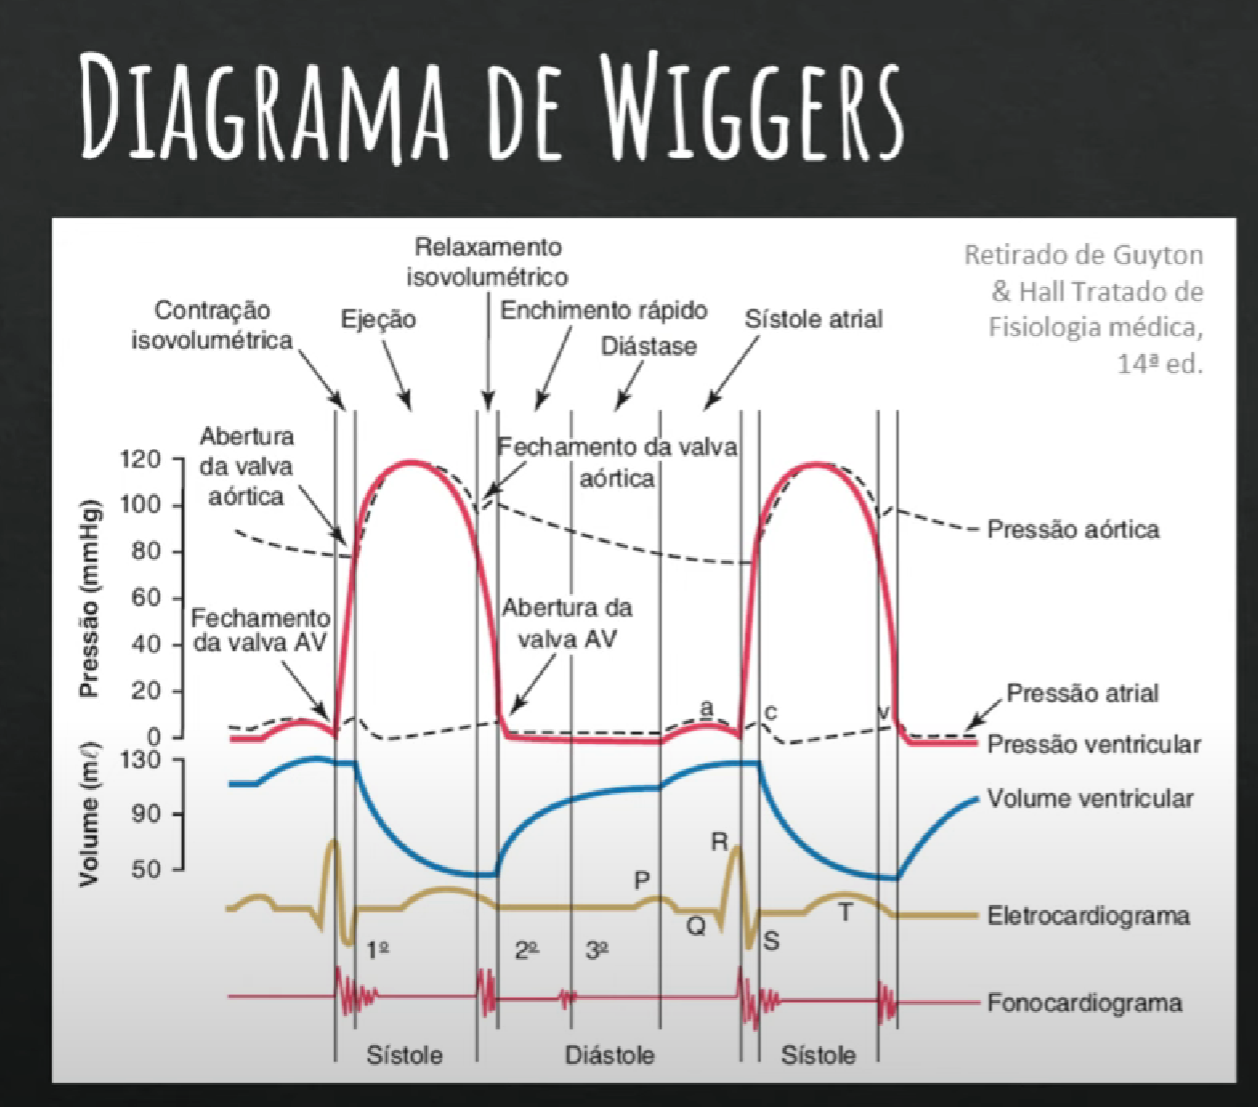 DIAGRAMA DE WIGGERS
Retirado de Guyton
& Hall Tratado de
Fisiologia médica,
14ª ed.
Relaxamento
isovolumétrico
Contração
isovolumétrica
Ejeção
Enchimento rápido
Diástase
Sístole atrial
Abertura
da valva
aórtica
Fechamento da valva
aórtica
Fechamento
da valva AV
Abertura da
valva AV
Pressão (mmHg)
120
100
80
60
40
20
0
a
c
v
Pressão aórtica
Pressão atrial
Pressão ventricular
Volume (mℓ)
130
90
50
Volume ventricular
R
P
Q
S
T
Eletrocardiograma
1º
2º
3º
Fonocardiograma
Sístole
Diástole
Sístole